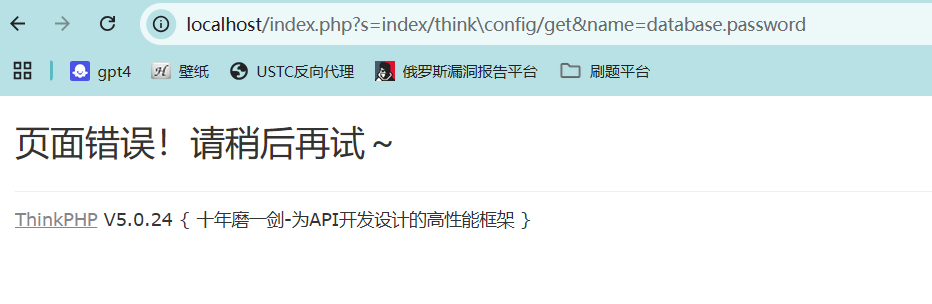 localhost/index.php?s=index/think\config/get&name=database.password
gpt4 壁纸 USTC反向代理 俄罗斯漏洞报告平台 刷题平台
页面错误！请稍后再试～
ThinkPHP V5.0.24 { 十年磨一剑-为API开发设计的高性能框架 }